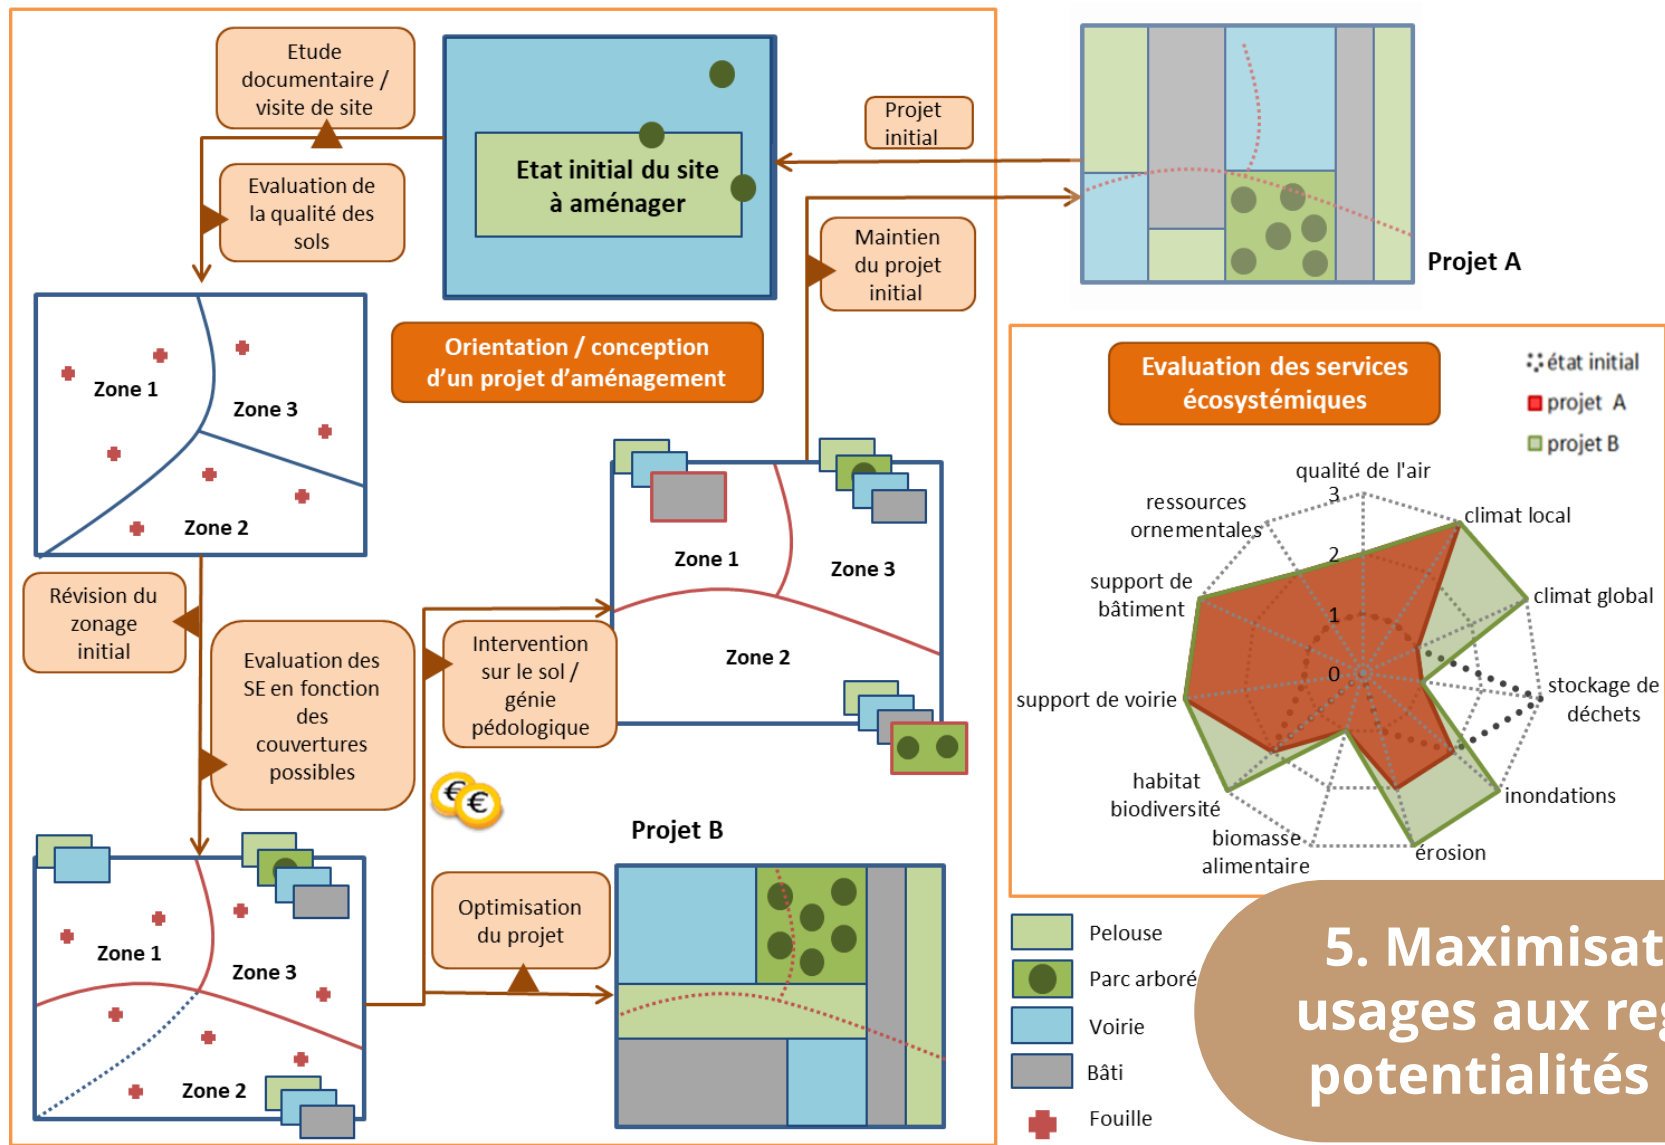 Etude
documentaire /
visite de site
Evaluation de
la qualité des
sols
Etat initial du site
à aménager
Projet
initial
Maintien
du projet
initial
Projet A
Orientation / conception
d'un projet d'aménagement
Zone 1
Zone 3
Zone 2
Révision du
zonage
initial
Evaluation des
SE en fonction
des
couvertures
possibles
Intervention
sur le sol /
génie
pédologique
Zone 1
Zone 3
Zone 2
€
€
Zone 1
Zone 3
Zone 2
Optimisation
du projet
Projet B
Evaluation des services
écosystémiques
état initial
projet A
projet B
qualité de l'air
climat local
climat global
stockage de
déchets
inondations
érosion
biomasse
alimentaire
habitat
biodiversité
support de voirie
support de
bâtiment
ressources
ornementales
3
2
1
0
Pelouse
Parc arboré
Voirie
Bâti
Fouille
5. Maximisat
usages aux reg
potentialités